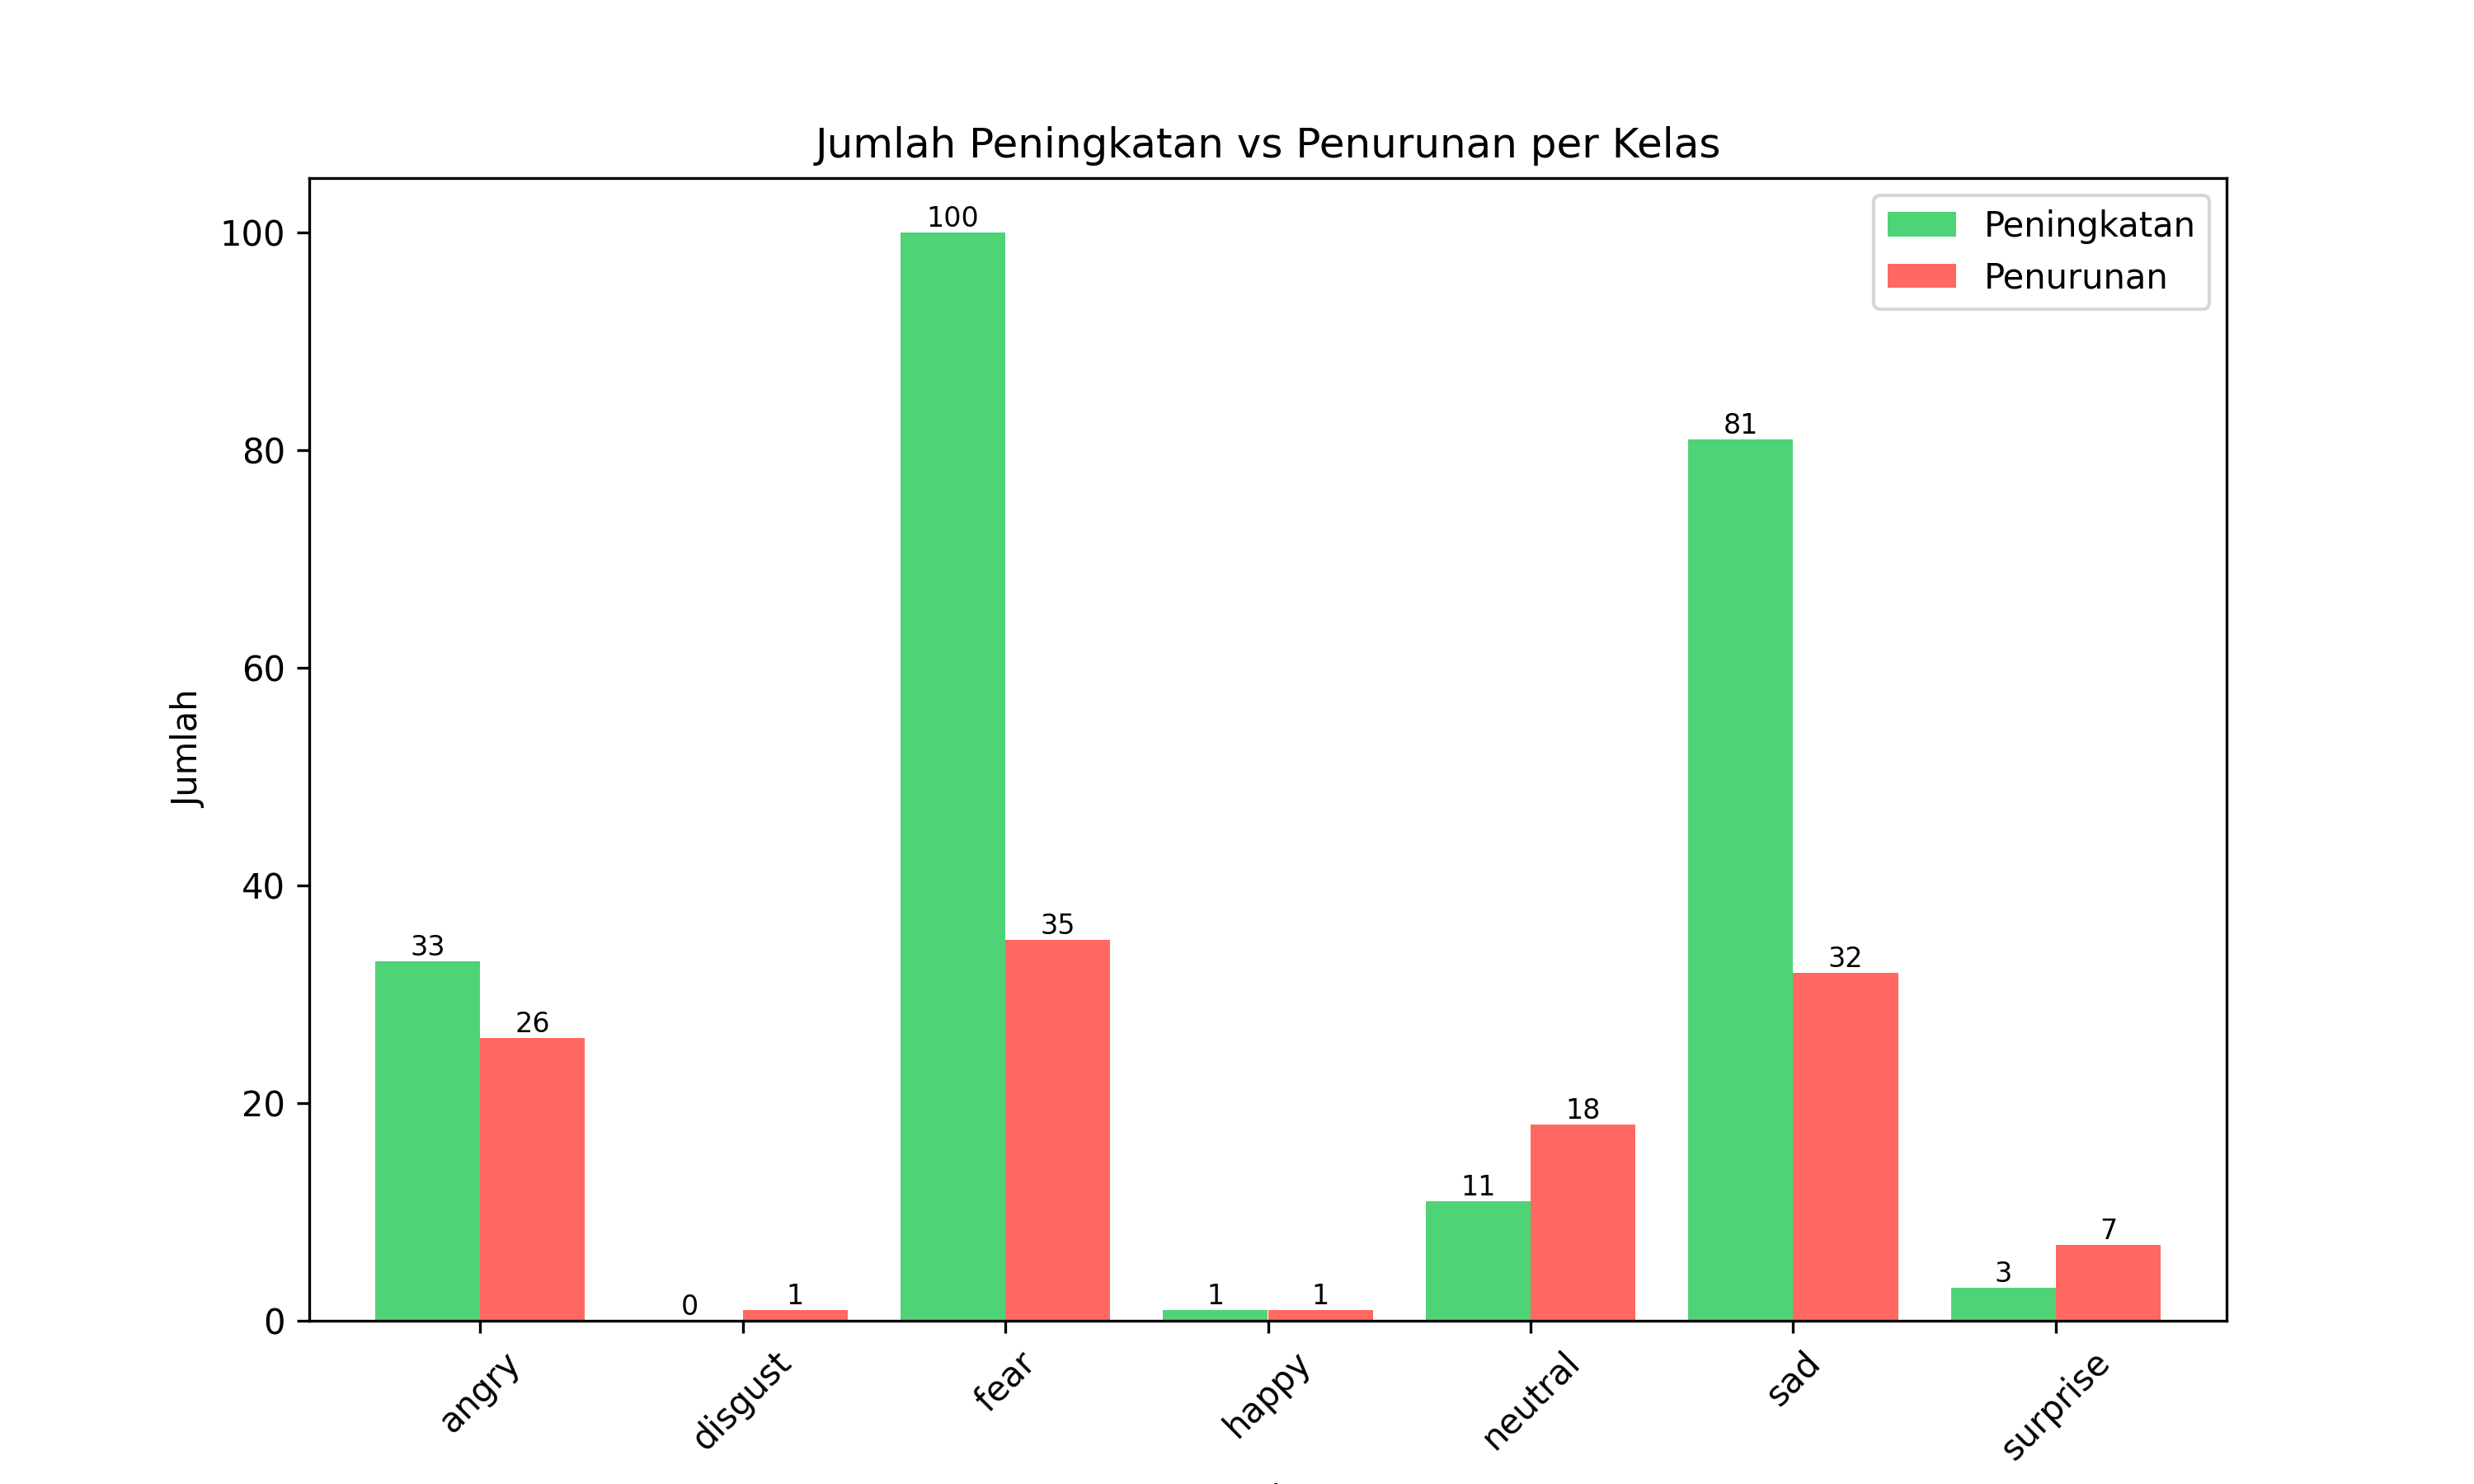 Jumlah Peningkatan vs Penurunan per Kelas
Peningkatan
Penurunan
Jumlah
100
80
60
40
20
0
33
26
0
1
100
35
1
1
11
18
81
32
3
7
angry
disgust
fear
happy
neutral
sad
surprise